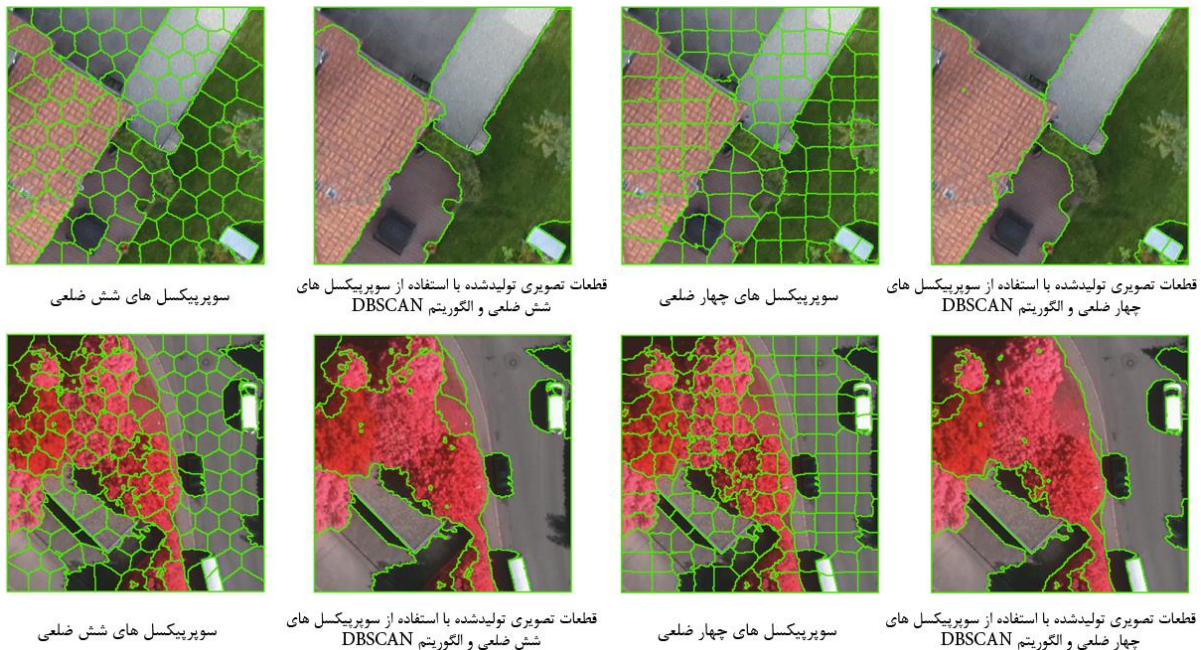 سوپرپیکسل های شش ضلعی
قطعات تصویری تولیدشده با استفاده از سوپرپیکسل های
شش ضلعی و الگوریتم DBSCAN
سوپرپیکسل های چهار ضلعی
قطعات تصویری تولیدشده با استفاده از سوپرپیکسل های
چهار ضلعی و الگوریتم DBSCAN
سوپرپیکسل های شش ضلعی
قطعات تصویری تولیدشده با استفاده از سوپرپیکسل های
شش ضلعی و الگوریتم DBSCAN
سوپرپیکسل های چهار ضلعی
قطعات تصویری تولیدشده با استفاده از سوپرپیکسل های
چهار ضلعی و الگوریتم DBSCAN